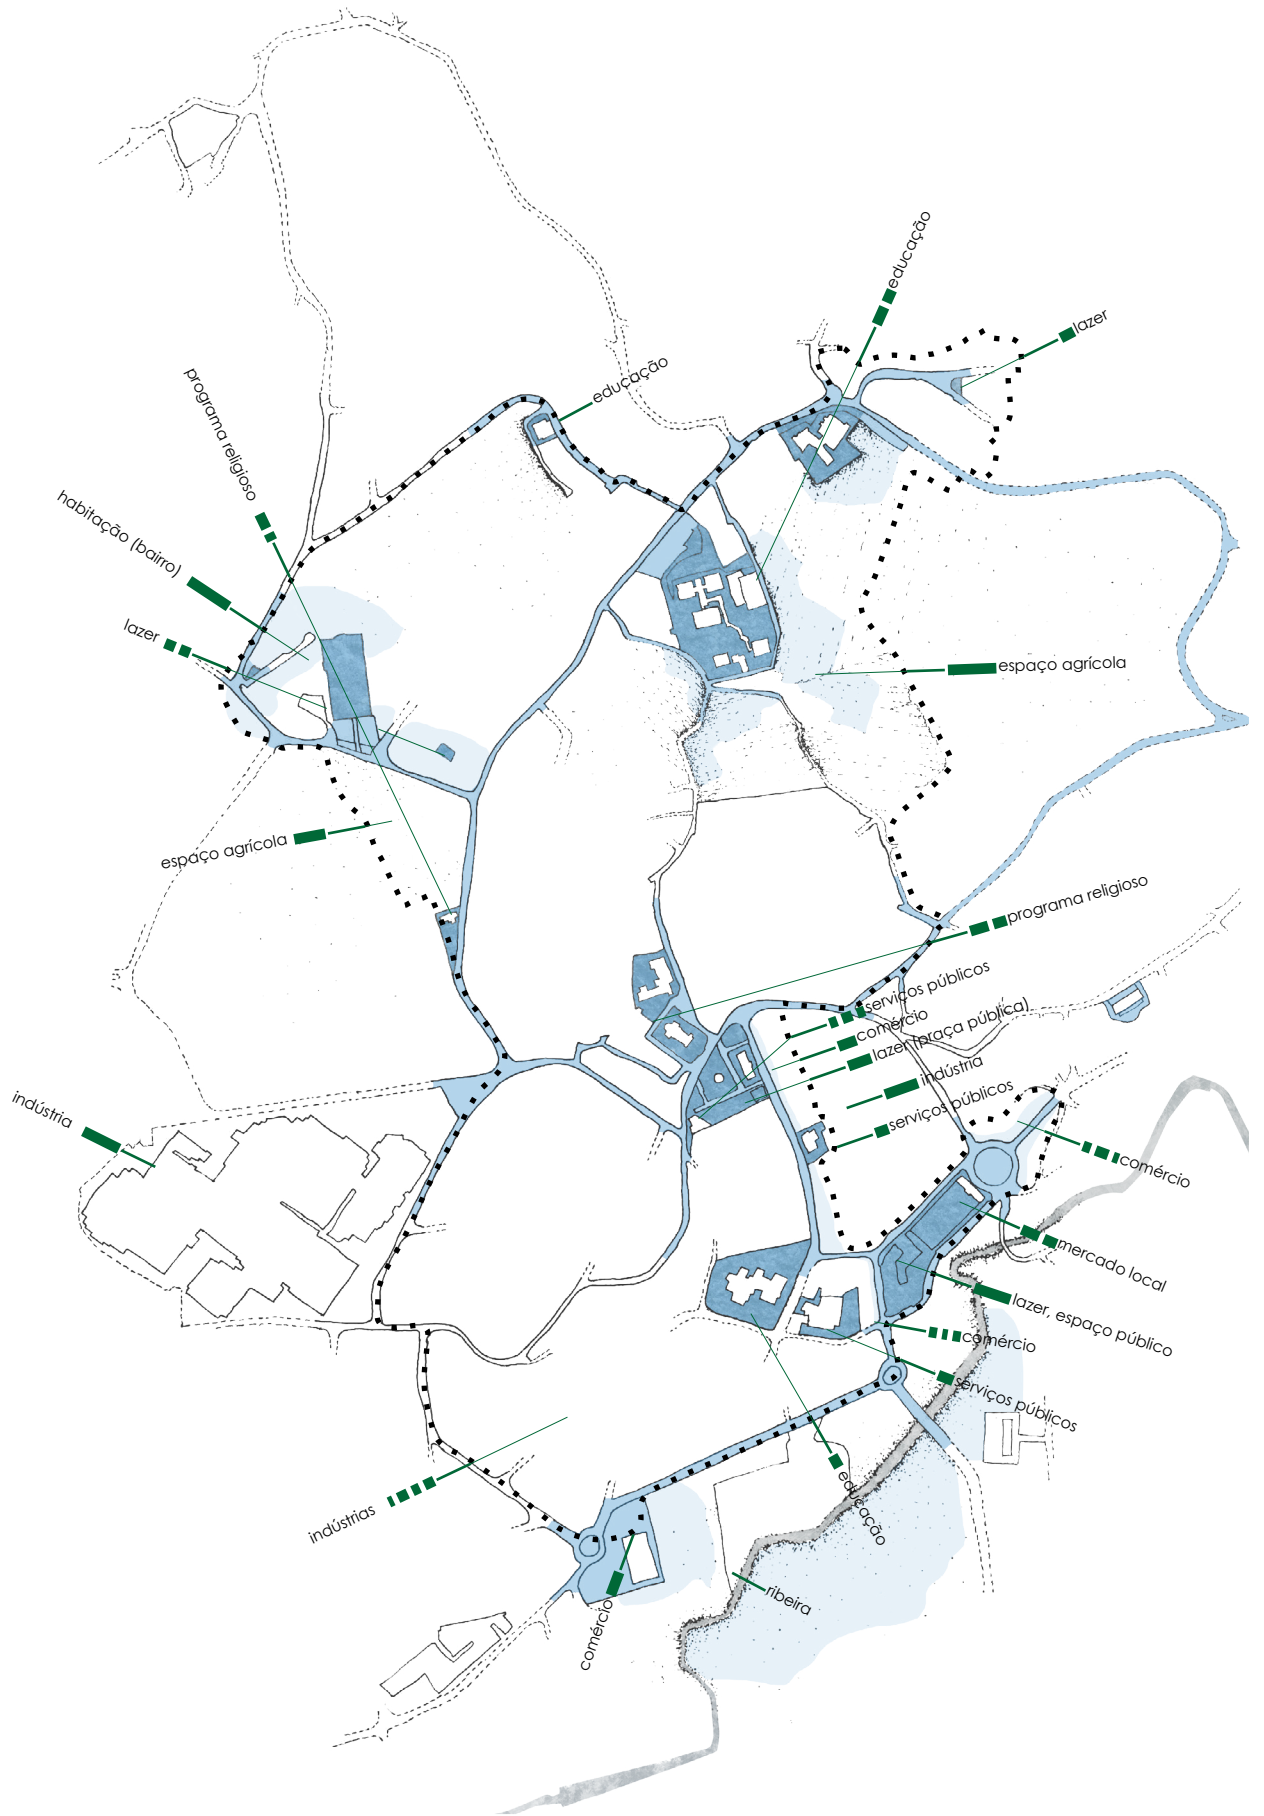 educação
lazer
educação
programa religioso
habitação (bairro)
lazer
espaço agrícola
espaço agrícola
programa religioso
serviços públicos
comércio
lazer (praça pública)
indústria
serviços públicos
indústria
comércio
mercado local
lazer, espaço público
comércio
serviços públicos
educação
indústrias
ribeira
comércio